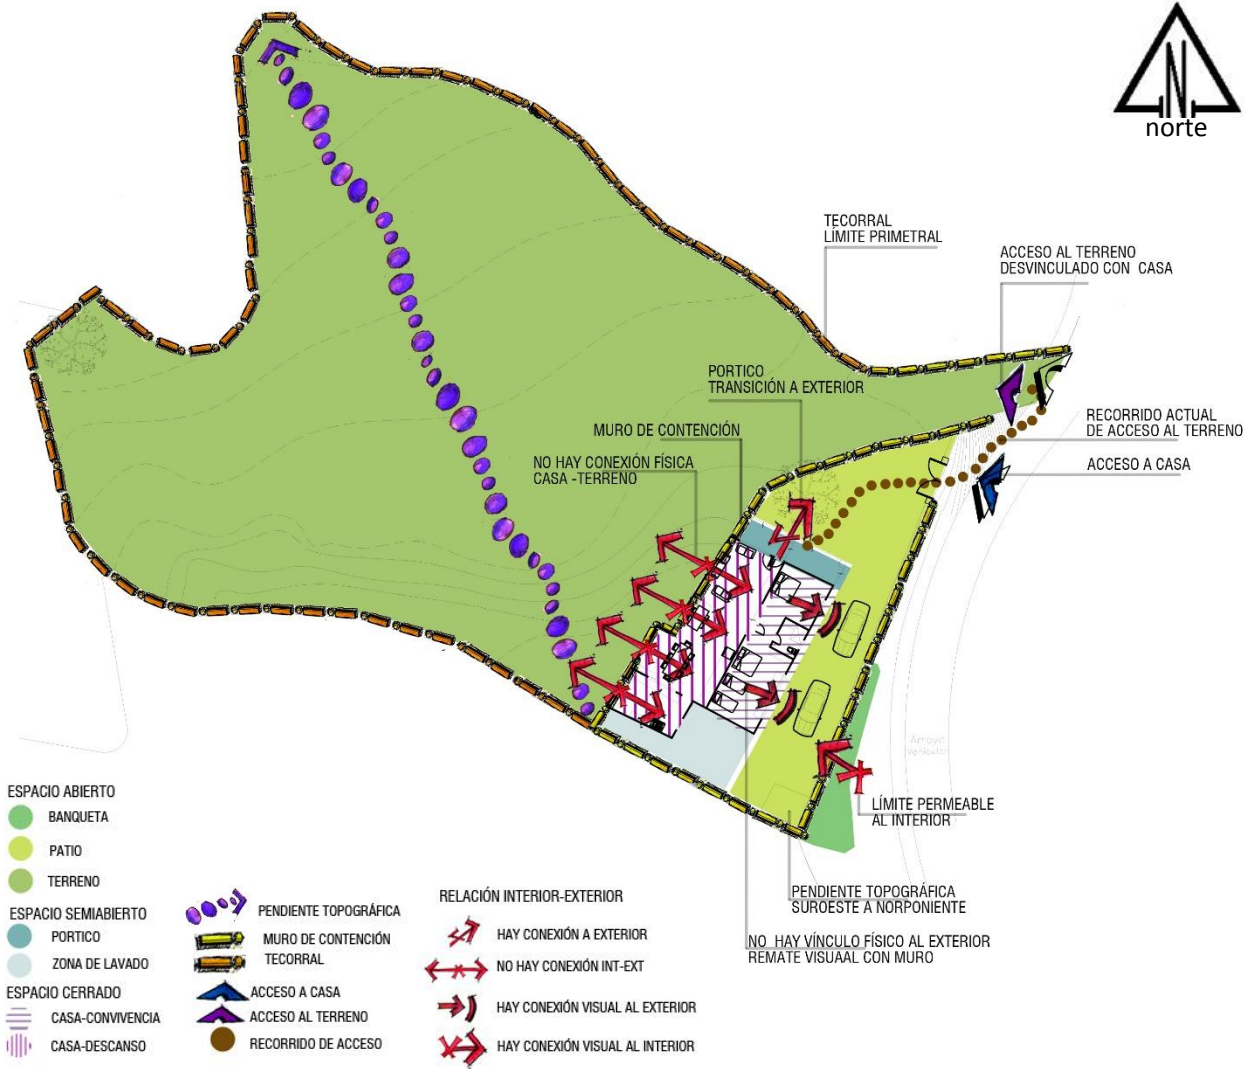 N
norte
TECORRAL
LÍMITE PRIMETRAL
ACCESO AL TERRENO
DESVINCULADO CON CASA
PORTICO
TRANSICIÓN A EXTERIOR
MURO DE CONTENCIÓN
RECORRIDO ACTUAL
DE ACCESO AL TERRENO
NO HAY CONEXIÓN FÍSICA
CASA -TERRENO
ACCESO A CASA
Arroyo
Vehicular
LÍMITE PERMEABLE
AL INTERIOR
PENDIENTE TOPOGRÁFICA
SUROESTE A NORPONIENTE
NO HAY VÍNCULO FÍSICO AL EXTERIOR
REMATE VISUAAL CON MURO
ESPACIO ABIERTO
BANQUETA
PATIO
TERRENO
ESPACIO SEMIABIERTO
PORTICO
ZONA DE LAVADO
ESPACIO CERRADO
CASA-CONVIVENCIA
CASA-DESCANSO
PENDIENTE TOPOGRÁFICA
MURO DE CONTENCIÓN
TECORRAL
ACCESO A CASA
ACCESO AL TERRENO
RECORRIDO DE ACCESO
RELACIÓN INTERIOR-EXTERIOR
HAY CONEXIÓN A EXTERIOR
NO HAY CONEXIÓN INT-EXT
HAY CONEXIÓN VISUAL AL EXTERIOR
HAY CONEXIÓN VISUAL AL INTERIOR